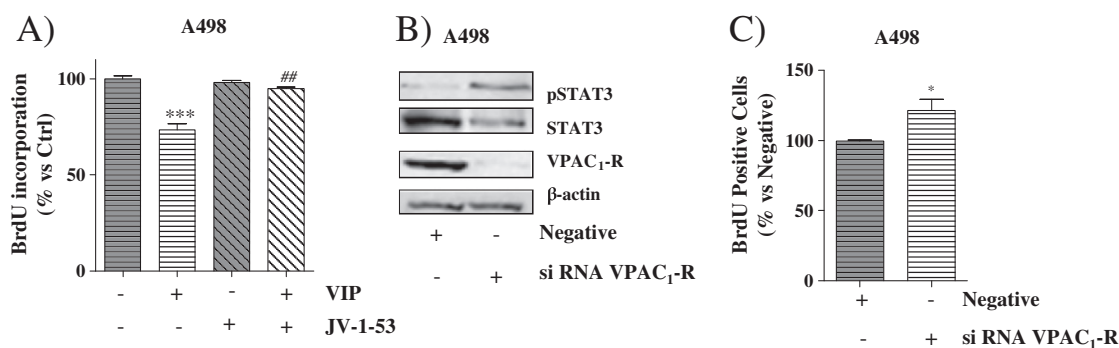 A)
A498
BrdU incorporation
(% vs Ctrl)
100
50
0
***
##
- + - + VIP
- - + + JV-1-53
B)
A498
pSTAT3
STAT3
VPAC₁-R
β-actin
+ - Negative
- + si RNA VPAC₁-R
C)
A498
BrdU Positive Cells
(% vs Negative)
150
100
50
0
*
+ - Negative
- + si RNA VPAC₁-R